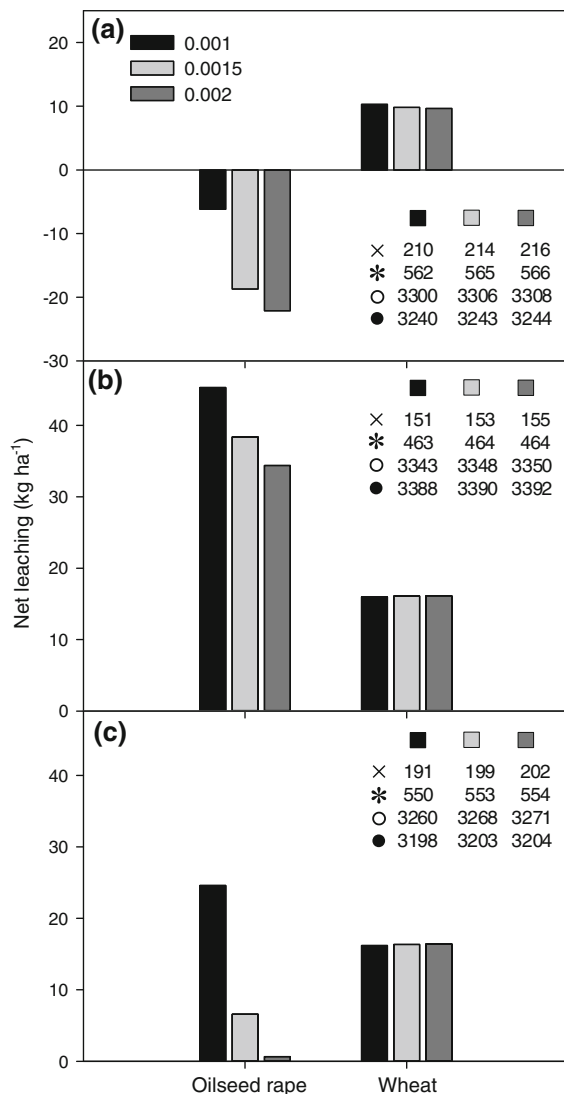 (a)
0.001
0.0015
0.002
20
10
0
-10
-20
-30
× 210 214 216
✻ 562 565 566
○ 3300 3306 3308
● 3240 3243 3244
(b)
40
30
20
10
0
× 151 153 155
✻ 463 464 464
○ 3343 3348 3350
● 3388 3390 3392
Net leaching (kg ha⁻¹)
(c)
40
30
20
10
0
× 191 199 202
✻ 550 553 554
○ 3260 3268 3271
● 3198 3203 3204
Oilseed rape Wheat